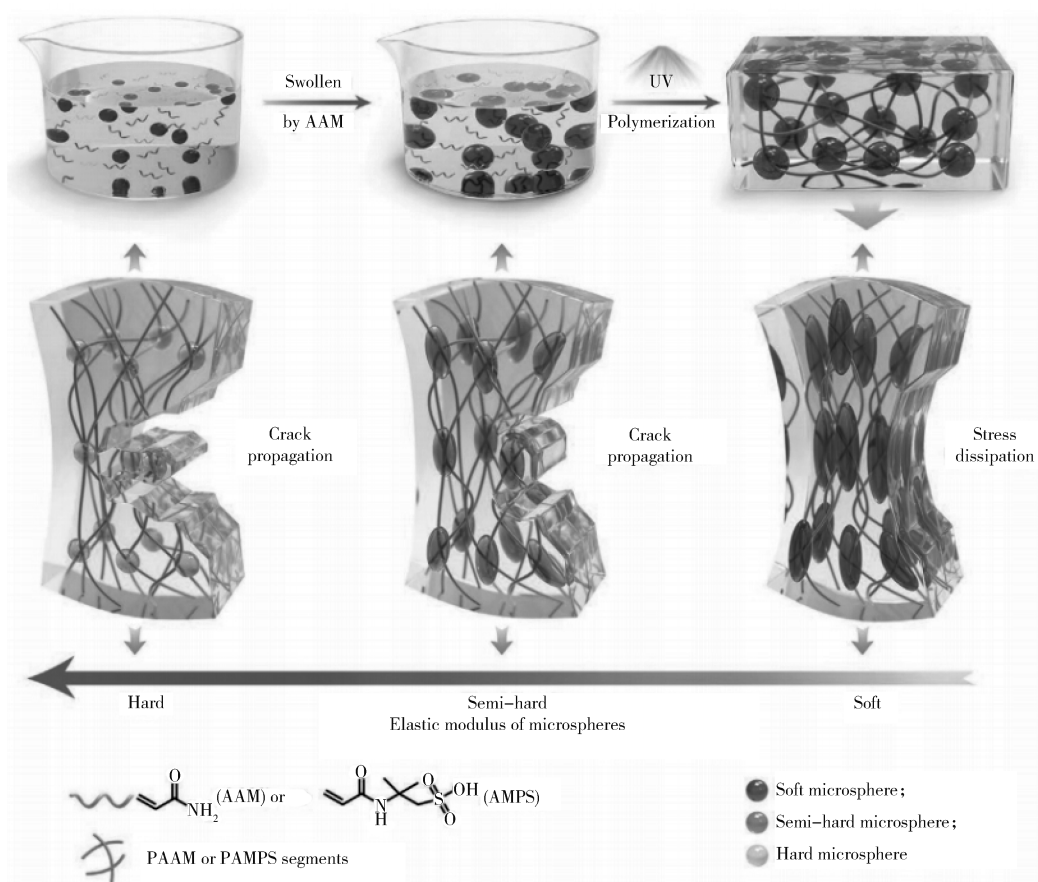 Swollen
by AAM
UV
Polymerization
Crack
propagation
Crack
propagation
Stress
dissipation
Hard
Semi-hard
Soft
Elastic modulus of microspheres
O
NH2
(AAM) or
O
N
H
O
S
O
OH
(AMPS)
PAAM or PAMPS segments
Soft microsphere;
Semi-hard microsphere;
Hard microsphere